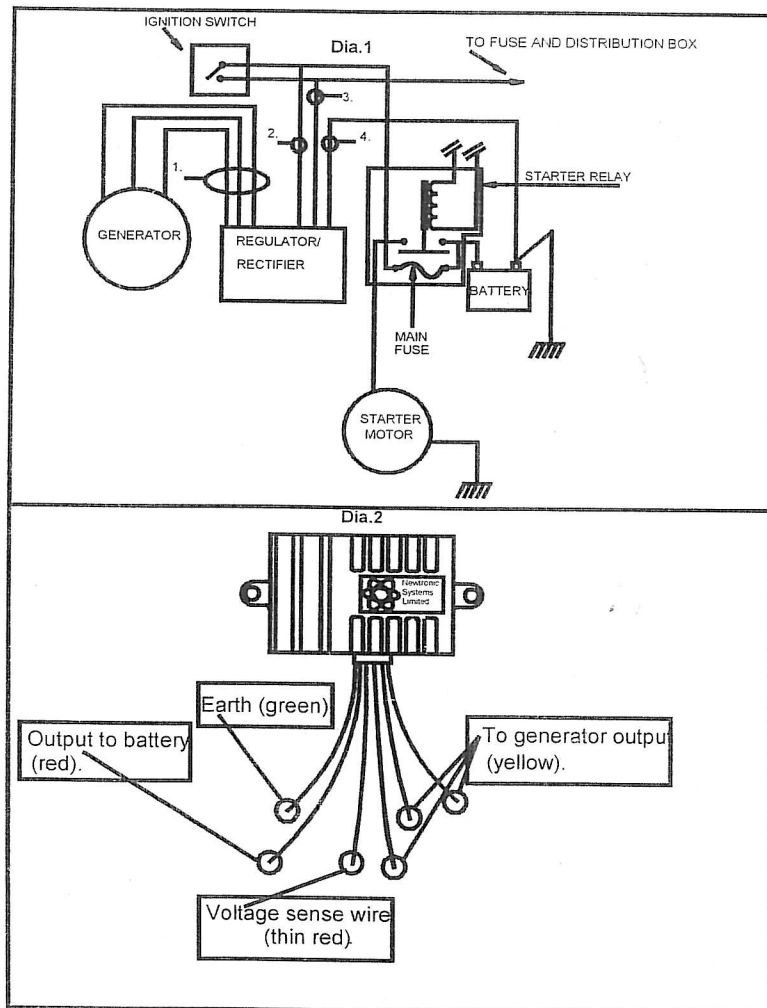 IGNITION SWITCH
Dia.1
TO FUSE AND DISTRIBUTION BOX
3.
2.
4.
1.
STARTER RELAY
GENERATOR
REGULATOR/
RECTIFIER
BATTERY
MAIN
FUSE
STARTER
MOTOR
Dia.2
Newtronic
Systems
Limited
Earth (green)
Output to battery
(red).
To generator output
(yellow).
Voltage sense wire
(thin red).